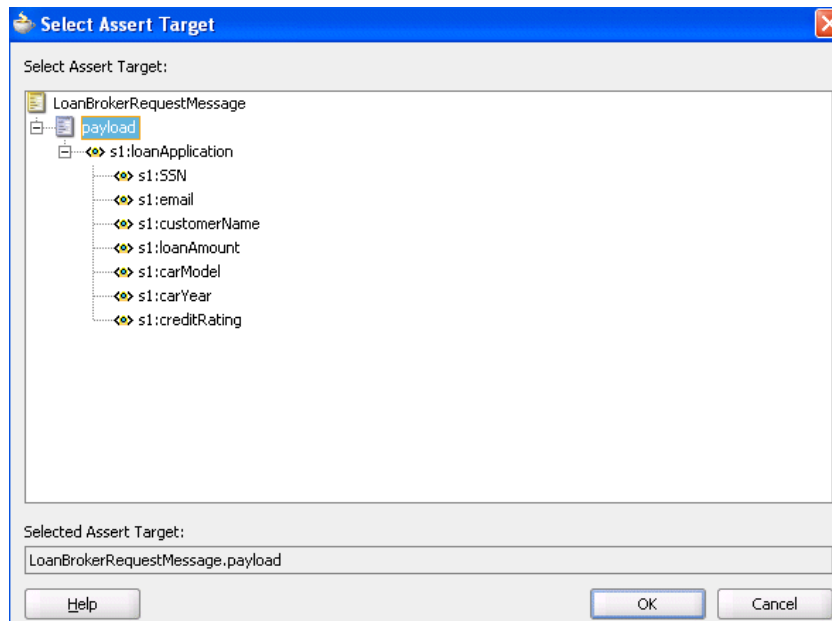 Select Assert Target
Select Assert Target:
LoanBrokerRequestMessage
payload
s1:loanApplication
s1:SSN
s1:email
s1:customerName
s1:loanAmount
s1:carModel
s1:carYear
s1:creditRating
Selected Assert Target:
LoanBrokerRequestMessage.payload
Help OK Cancel